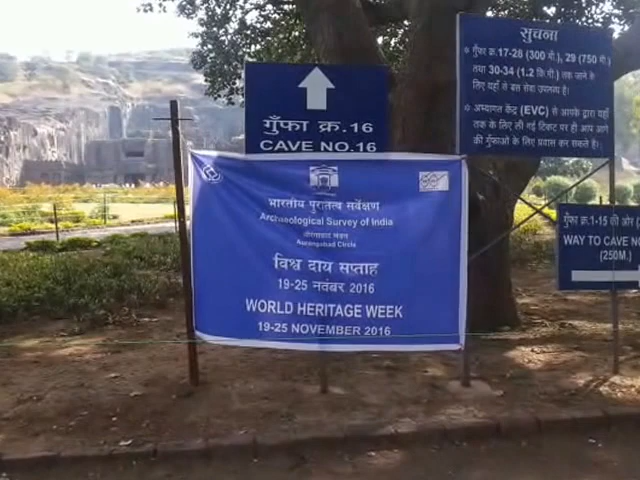 गुँफा क्र.16
CAVE NO.16
सुचना
गुँफा क्र.17-28 (300 मी.), 29 (750 मी.)
तथा 30-34 (1.2 कि.मी.) तक जाने के
लिए यहाँ से बस सेवा उपलब्ध है।
अभ्यागत केंद्र (EVC) से आपके द्वारा यहाँ
तक के लिए ली गई टिकट पर ही आप आगे
की गुंफाओं के लिए प्रवास कर सकते है।
भारतीय पुरातत्व सर्वेक्षण
Archaeological Survey of India
औरंगाबाद मंडल
Aurangabad Circle
विश्व दाय सप्ताह
19-25 नवंबर 2016
WORLD HERITAGE WEEK
19-25 NOVEMBER 2016
गुँफा क्र.1-15 की ओर
WAY TO CAVE NO
(250M.)